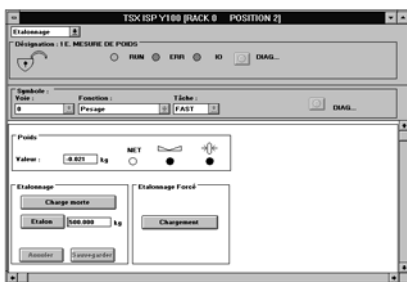 TSX ISP Y100 [RACK 0 POSITION 2]
Etalonnage
Désignation : 1 E. MESURE DE POIDS
RUN ERR IO DIAG...
Symbole :
Voie : Fonction : Tâche :
0 Pesage FAST DIAG...
Poids
NET
Valeur : -0.021 kg
Etalonnage Etalonnage Forcé
Charge morte
Etalon 500.000 kg Chargement
Annuler Sauvegarder